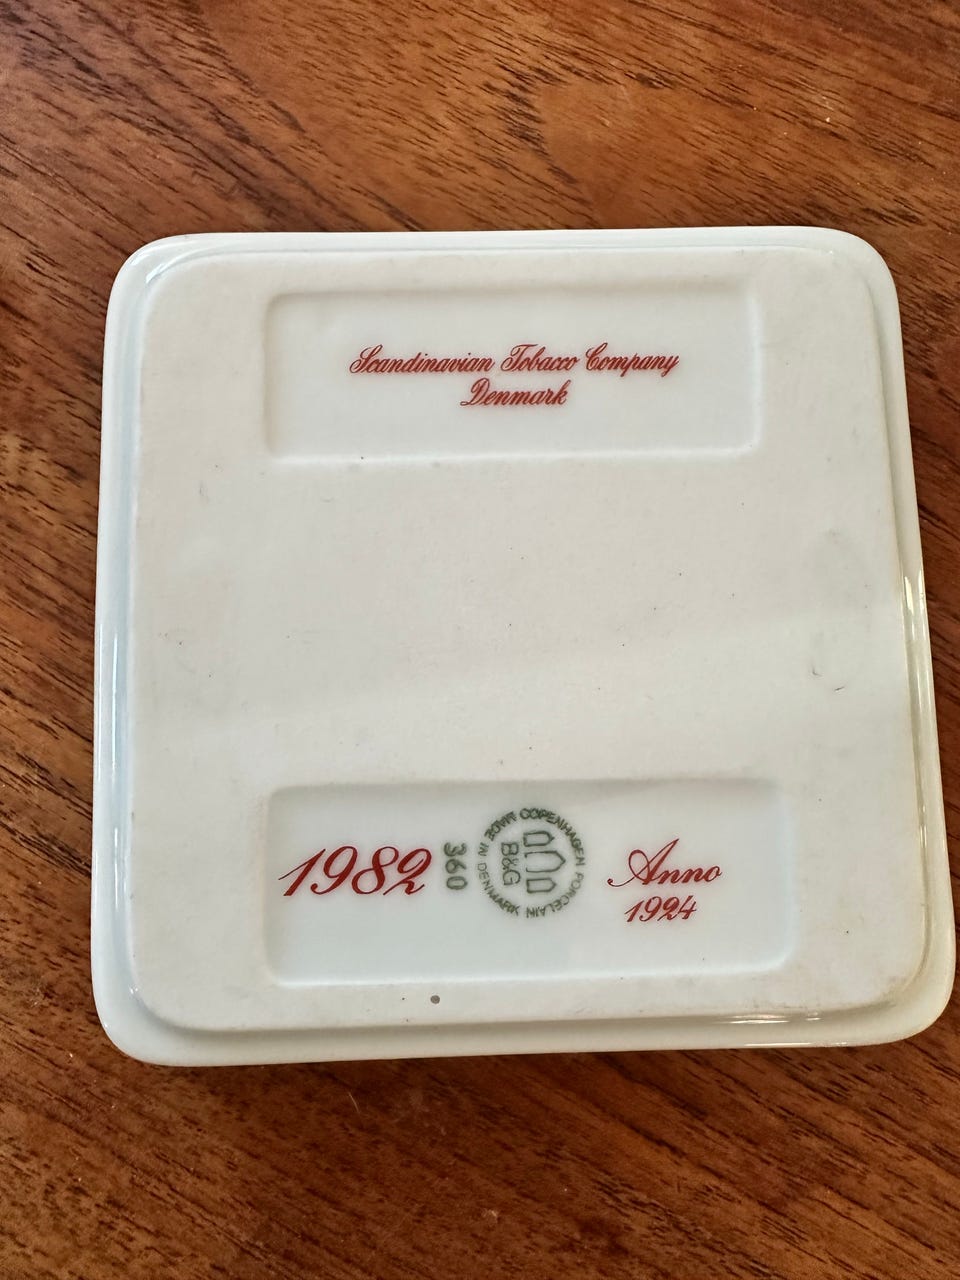 Scandinavian Tobacco Company
Denmark
1982
360
COPENHAGEN PORCELAIN
MADE IN DENMARK
B&G
Anno
1924